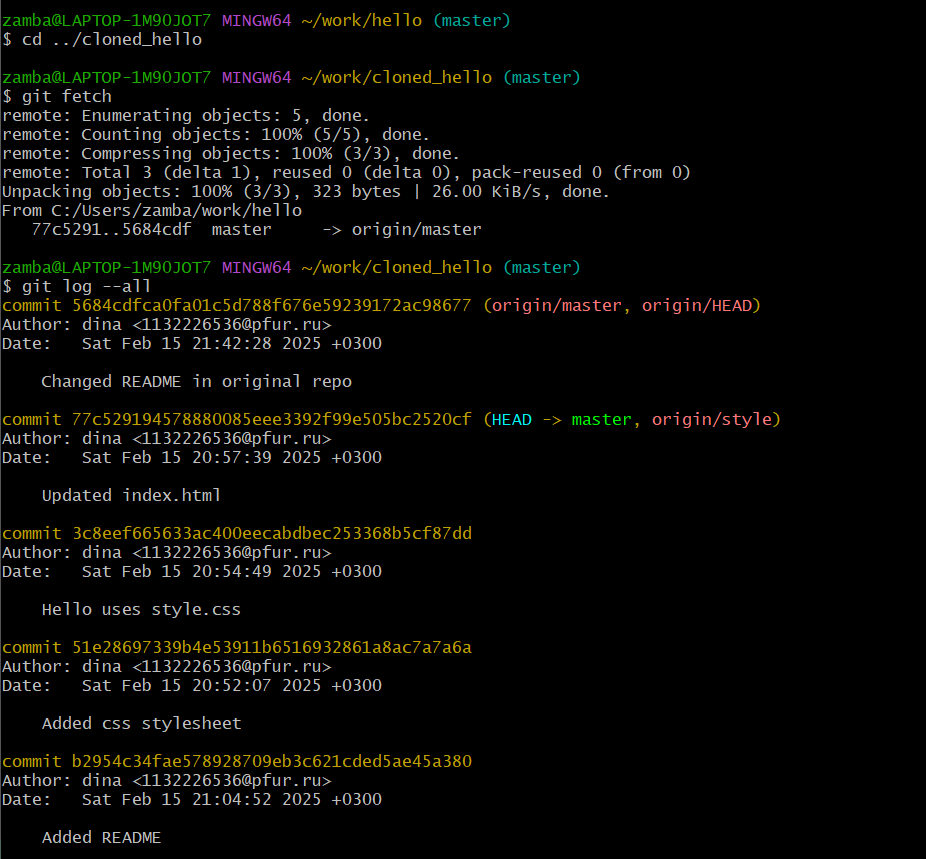 zamba@LAPTOP-1M90JOT7 MINGW64 ~/work/hello (master)
$ cd ../cloned_hello
zamba@LAPTOP-1M90JOT7 MINGW64 ~/work/cloned_hello (master)
$ git fetch
remote: Enumerating objects: 5, done.
remote: Counting objects: 100% (5/5), done.
remote: Compressing objects: 100% (3/3), done.
remote: Total 3 (delta 1), reused 0 (delta 0), pack-reused 0 (from 0)
Unpacking objects: 100% (3/3), 323 bytes | 26.00 KiB/s, done.
From C:/Users/zamba/work/hello
   77c5291..5684cdf  master     -> origin/master
zamba@LAPTOP-1M90JOT7 MINGW64 ~/work/cloned_hello (master)
$ git log --all
commit 5684cdfca0fa01c5d788f676e59239172ac98677 (origin/master, origin/HEAD)
Author: dina <1132226536@pfur.ru>
Date:   Sat Feb 15 21:42:28 2025 +0300
    Changed README in original repo
commit 77c529194578880085eee3392f99e505bc2520cf (HEAD -> master, origin/style)
Author: dina <1132226536@pfur.ru>
Date:   Sat Feb 15 20:57:39 2025 +0300
    Updated index.html
commit 3c8eef665633ac400eecabdbec253368b5cf87dd
Author: dina <1132226536@pfur.ru>
Date:   Sat Feb 15 20:54:49 2025 +0300
    Hello uses style.css
commit 51e28697339b4e53911b6516932861a8ac7a7a6a
Author: dina <1132226536@pfur.ru>
Date:   Sat Feb 15 20:52:07 2025 +0300
    Added css stylesheet
commit b2954c34fae578928709eb3c621cded5ae45a380
Author: dina <1132226536@pfur.ru>
Date:   Sat Feb 15 21:04:52 2025 +0300
    Added README